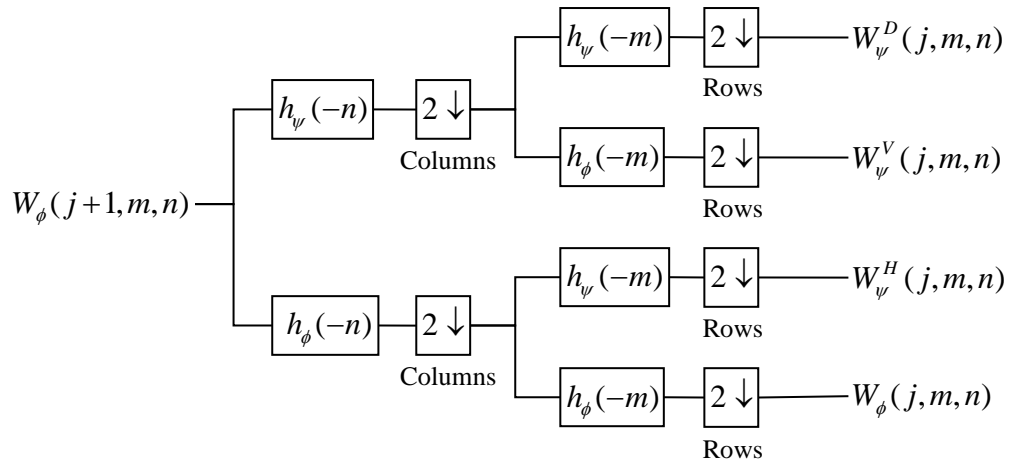 h_ψ(−m) 2 ↓ W_ψ^D(j,m,n)
Rows
h_ψ(−n) 2 ↓
Columns
h_ϕ(−m) 2 ↓ W_ψ^V(j,m,n)
Rows
W_ϕ(j+1,m,n)
h_ψ(−m) 2 ↓ W_ψ^H(j,m,n)
Rows
h_ϕ(−n) 2 ↓
Columns
h_ϕ(−m) 2 ↓ W_ϕ(j,m,n)
Rows